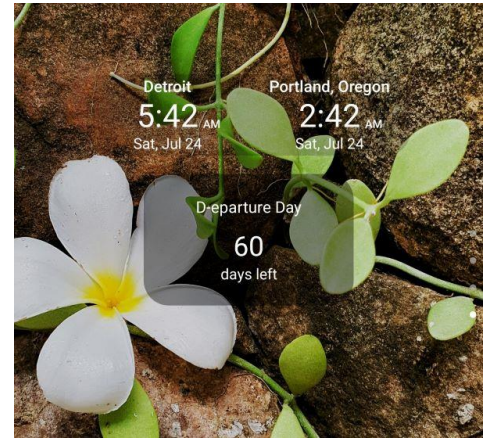 Detroit
Portland, Oregon
5:42 AM
2:42 AM
Sat, Jul 24
Sat, Jul 24
D-eparture Day
60
days left